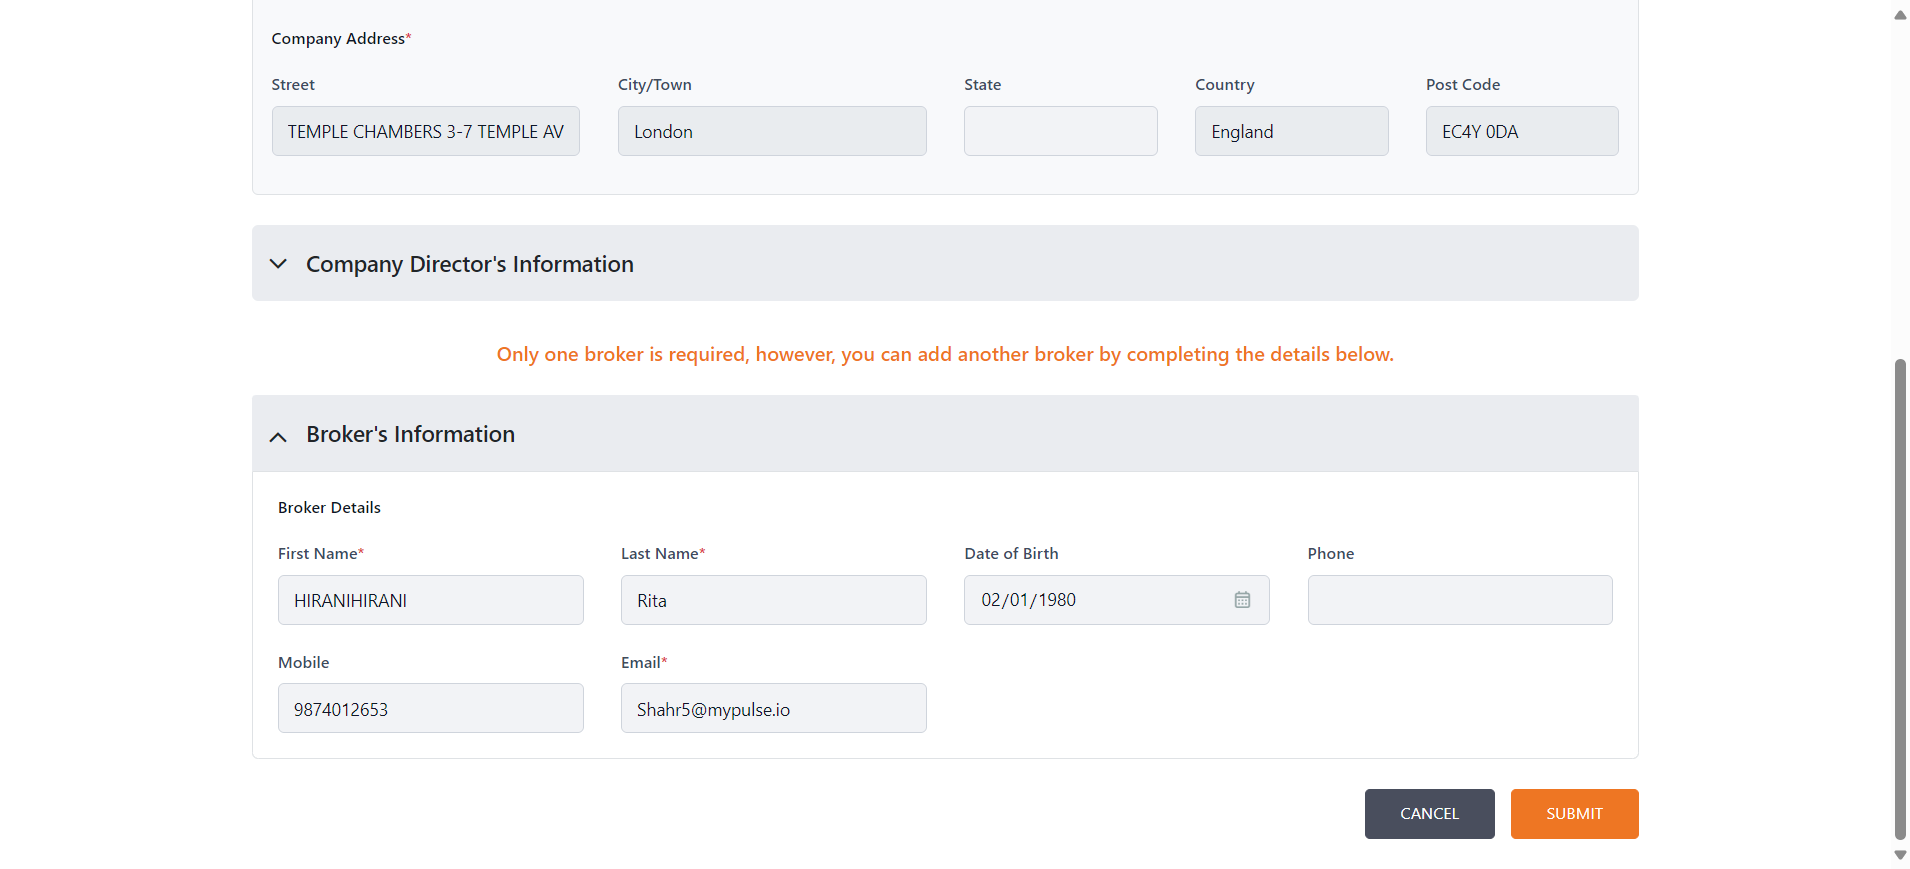 Company Address*
Street City/Town State Country Post Code
TEMPLE CHAMBERS 3-7 TEMPLE AV London England EC4Y 0DA
Company Director's Information
Only one broker is required, however, you can add another broker by completing the details below.
Broker's Information
Broker Details
First Name* Last Name* Date of Birth Phone
HIRANIHIRANI Rita 02/01/1980
Mobile Email*
9874012653 Shahr5@mypulse.io
CANCEL SUBMIT